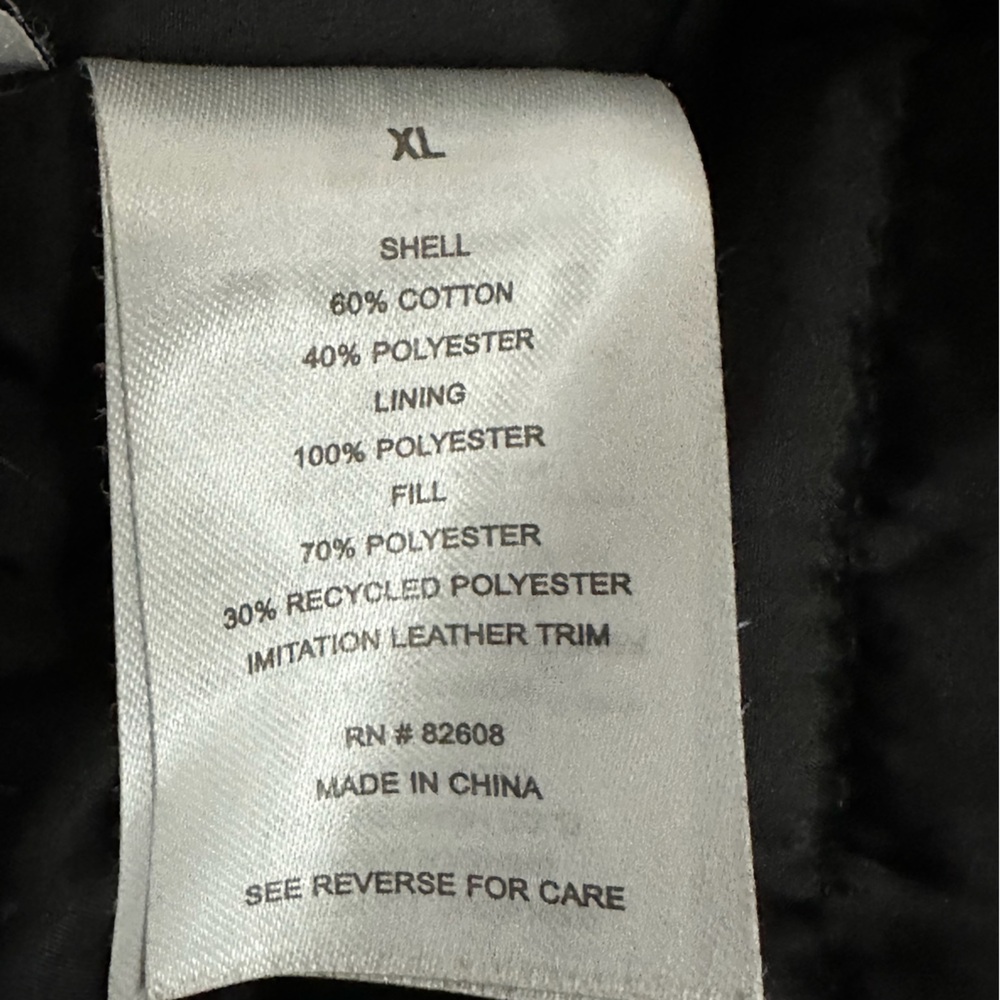 XL
SHELL
60% COTTON
40% POLYESTER
LINING
100% POLYESTER
FILL
70% POLYESTER
30% RECYCLED POLYESTER
IMITATION LEATHER TRIM
RN # 82608
MADE IN CHINA
SEE REVERSE FOR CARE